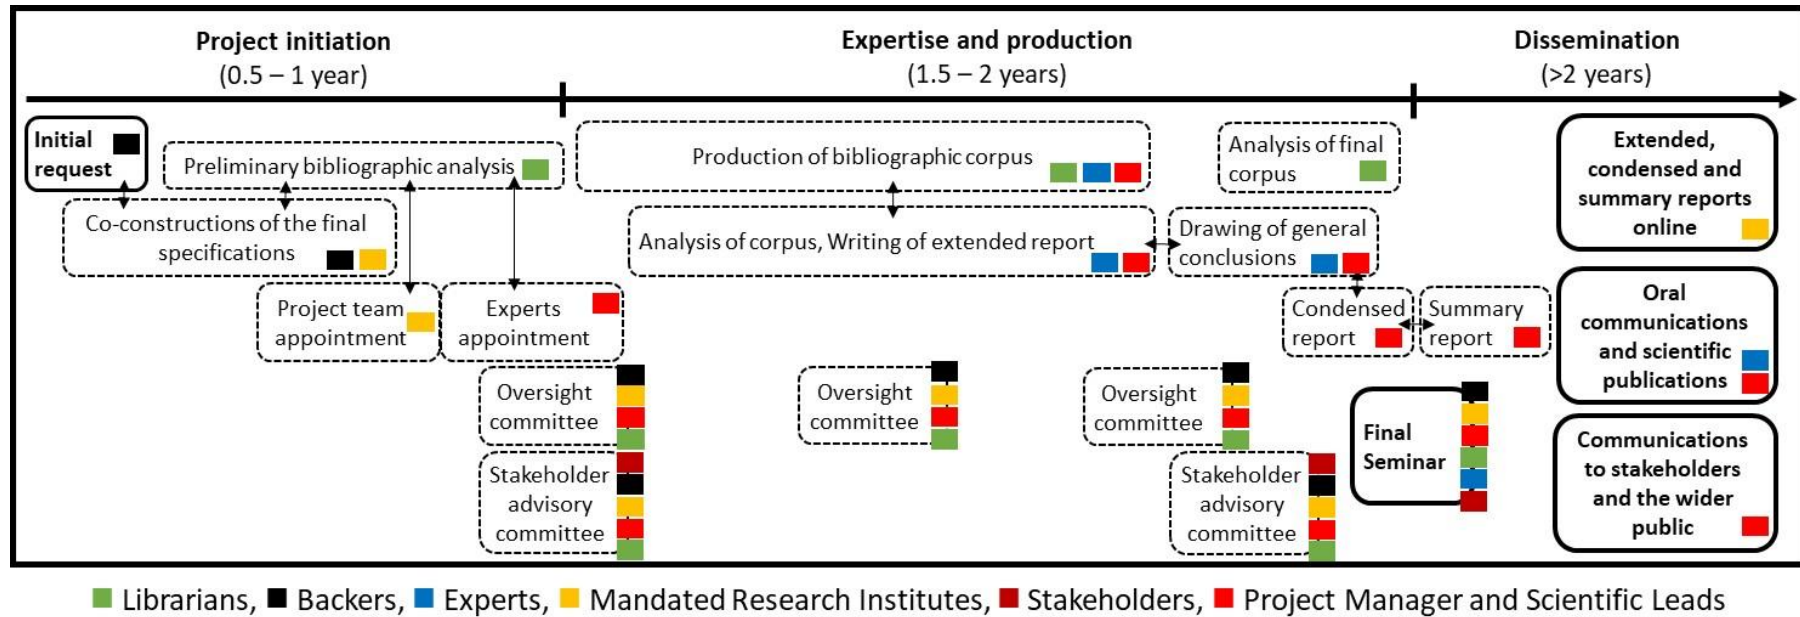 Project initiation
(0.5 – 1 year)
Expertise and production
(1.5 – 2 years)
Dissemination
(>2 years)
Initial
request
Preliminary bibliographic analysis
Co-constructions of the final
specifications
Project team
appointment
Experts
appointment
Oversight
committee
Stakeholder
advisory
committee
Production of bibliographic corpus
Analysis of corpus, Writing of extended report
Oversight
committee
Analysis of final
corpus
Drawing of general
conclusions
Condensed
report
Summary
report
Oversight
committee
Stakeholder
advisory
committee
Final
Seminar
Extended,
condensed and
summary reports
online
Oral
communications
and scientific
publications
Communications
to stakeholders
and the wider
public
Librarians, Backers, Experts, Mandated Research Institutes, Stakeholders, Project Manager and Scientific Leads